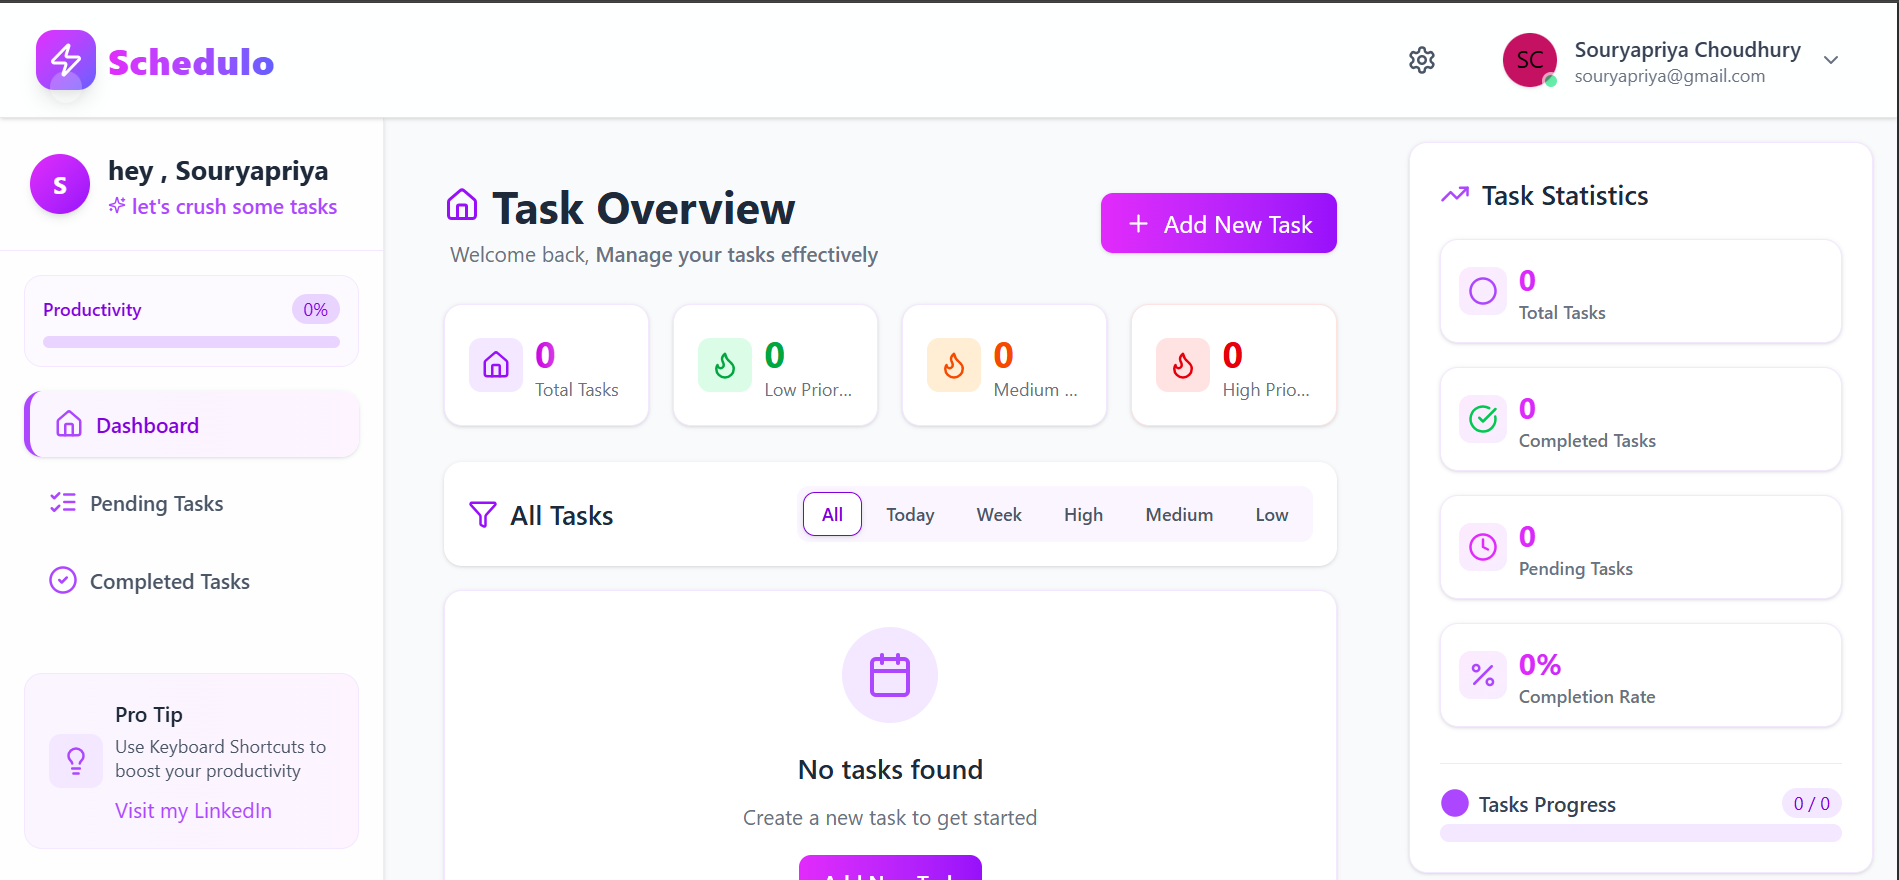 Schedulo
SC
Souryapriya Choudhury
souryapriya@gmail.com
S
hey , Souryapriya
let's crush some tasks
Productivity
0%
Dashboard
Pending Tasks
Completed Tasks
Pro Tip
Use Keyboard Shortcuts to
boost your productivity
Visit my LinkedIn
Task Overview
Welcome back, Manage your tasks effectively
+ Add New Task
0
Total Tasks
0
Low Prior...
0
Medium ...
0
High Prio...
All Tasks
All Today Week High Medium Low
No tasks found
Create a new task to get started
Add New Task
Task Statistics
0
Total Tasks
0
Completed Tasks
0
Pending Tasks
0%
Completion Rate
Tasks Progress
0 / 0